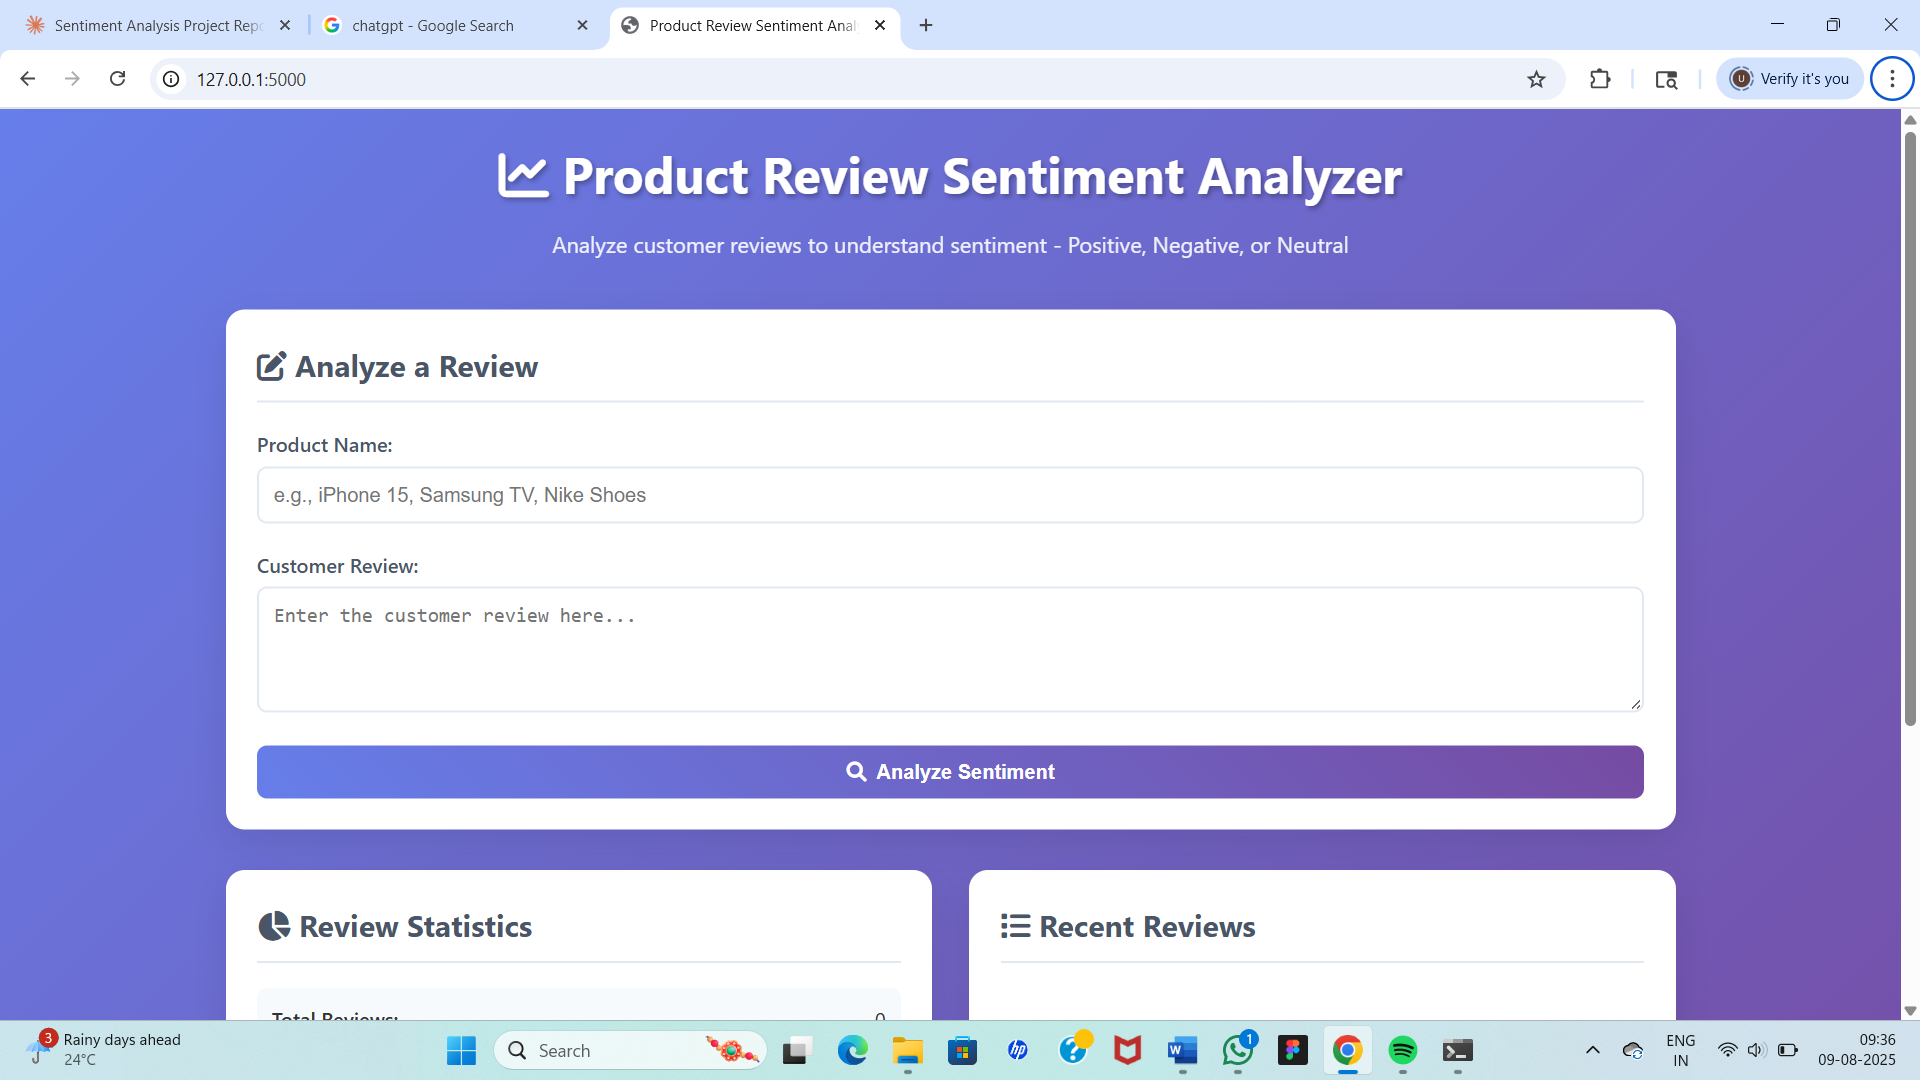 Sentiment Analysis Project Repo
chatgpt - Google Search
Product Review Sentiment Anal
127.0.0.1:5000
U
Verify it's you
Product Review Sentiment Analyzer
Analyze customer reviews to understand sentiment - Positive, Negative, or Neutral
Analyze a Review
Product Name:
e.g., iPhone 15, Samsung TV, Nike Shoes
Customer Review:
Enter the customer review here...
Analyze Sentiment
Review Statistics
Recent Reviews
Total Reviews: 0
3
Rainy days ahead
24°C
Search
hp
W
1
ENG
IN
09:36
09-08-2025